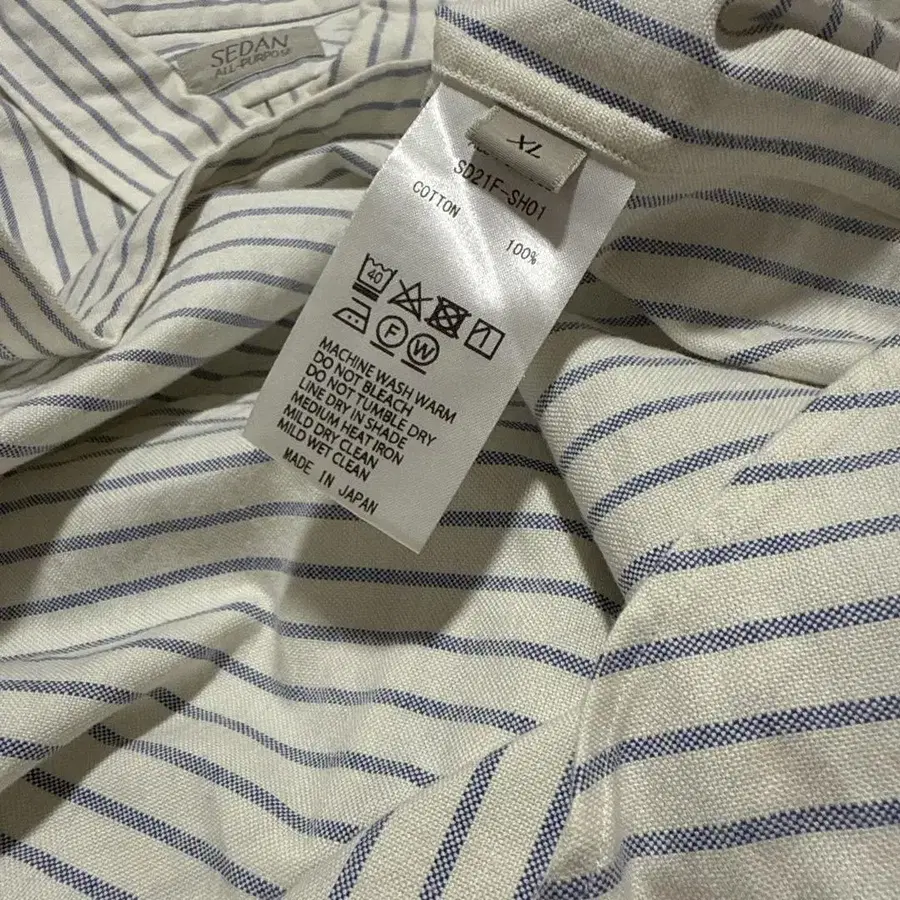 SEDAN
ALL-PURPOSE
XL
SD21F-SH01
COTTON 100%
40
F W
MACHINE WASH WARM
DO NOT BLEACH
DO NOT TUMBLE DRY
LINE DRY IN SHADE
MEDIUM HEAT IRON
MILD DRY CLEAN
MILD WET CLEAN
MADE IN JAPAN